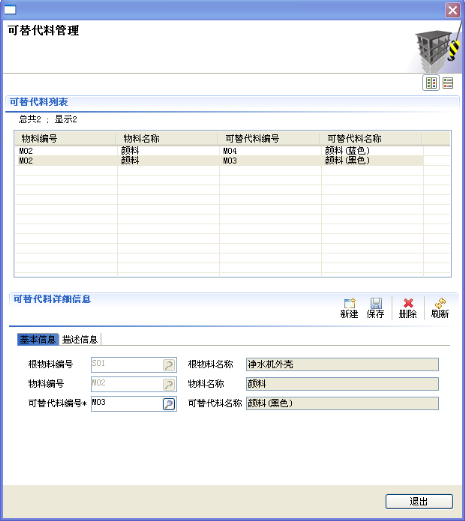 可替代料管理
可替代料列表
总共2 ; 显示2
物料编号 物料名称 可替代料编号 可替代料名称
M02 颜料 M04 颜料(蓝色)
M02 颜料 M03 颜料(黑色)
可替代料详细信息
新建 保存 删除 刷新
基本信息 描述信息
根物料编号 S01 根物料名称 净水机外壳
物料编号 M02 物料名称 颜料
可替代料编号* M03 可替代料名称 颜料(黑色)
退出